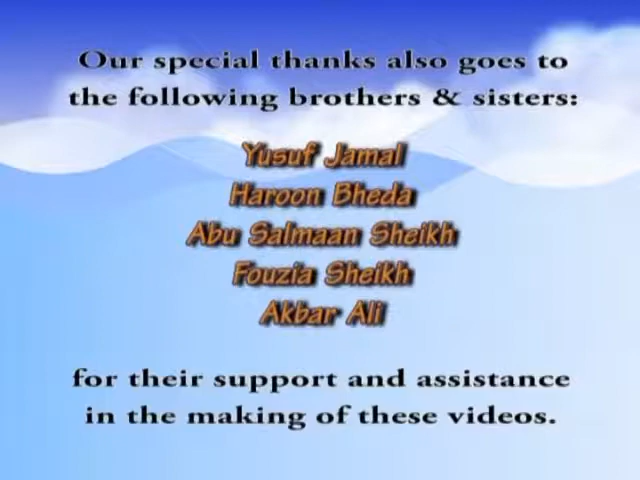 Our special thanks also goes to
the following brothers & sisters:
Yusuf Jamal
Haroon Bheda
Abu Salmaan Sheikh
Fouzia Sheikh
Akbar Ali
for their support and assistance
in the making of these videos.